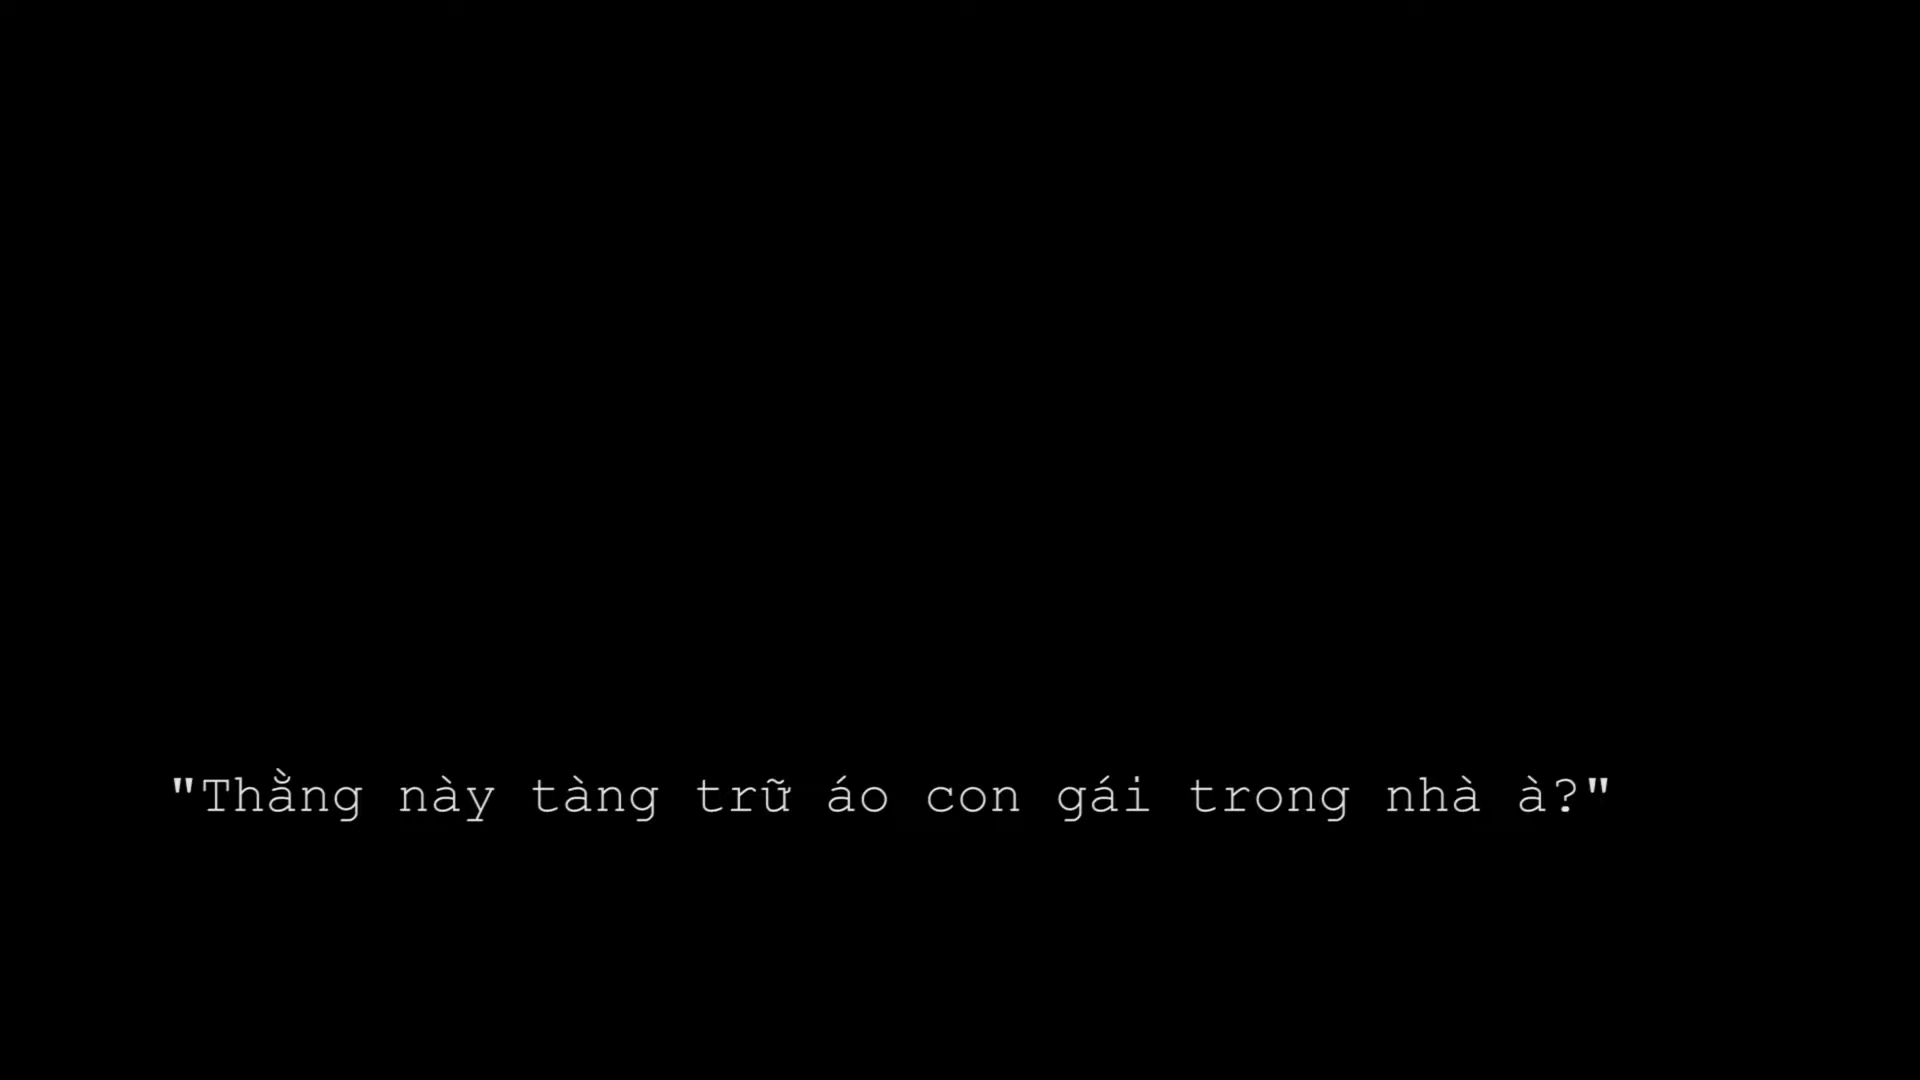 "Thằng này tàng trữ áo con gái trong nhà à?"